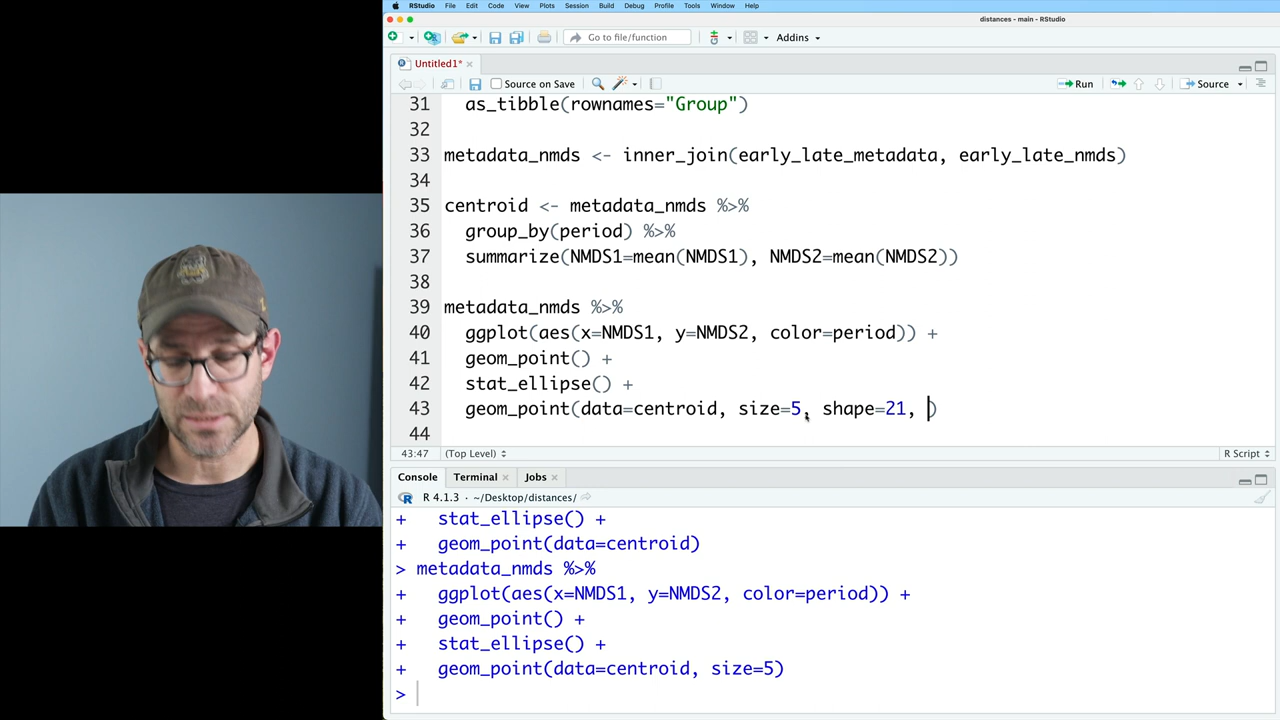 RStudio File Edit Code View Plots Session Build Debug Profile Tools Window Help
distances - main - RStudio
Go to file/function Addins
Untitled1*
Source on Save Run Source
31 as_tibble(rownames="Group")
32
33 metadata_nmds <- inner_join(early_late_metadata, early_late_nmds)
34
35 centroid <- metadata_nmds %>%
36 group_by(period) %>%
37 summarize(NMDS1=mean(NMDS1), NMDS2=mean(NMDS2))
38
39 metadata_nmds %>%
40 ggplot(aes(x=NMDS1, y=NMDS2, color=period)) +
41 geom_point() +
42 stat_ellipse() +
43 geom_point(data=centroid, size=5, shape=21, )
44
43:47 (Top Level) R Script
Console Terminal Jobs
R 4.1.3 · ~/Desktop/distances/
+ stat_ellipse() +
+ geom_point(data=centroid)
> metadata_nmds %>%
+ ggplot(aes(x=NMDS1, y=NMDS2, color=period)) +
+ geom_point() +
+ stat_ellipse() +
+ geom_point(data=centroid, size=5)
>